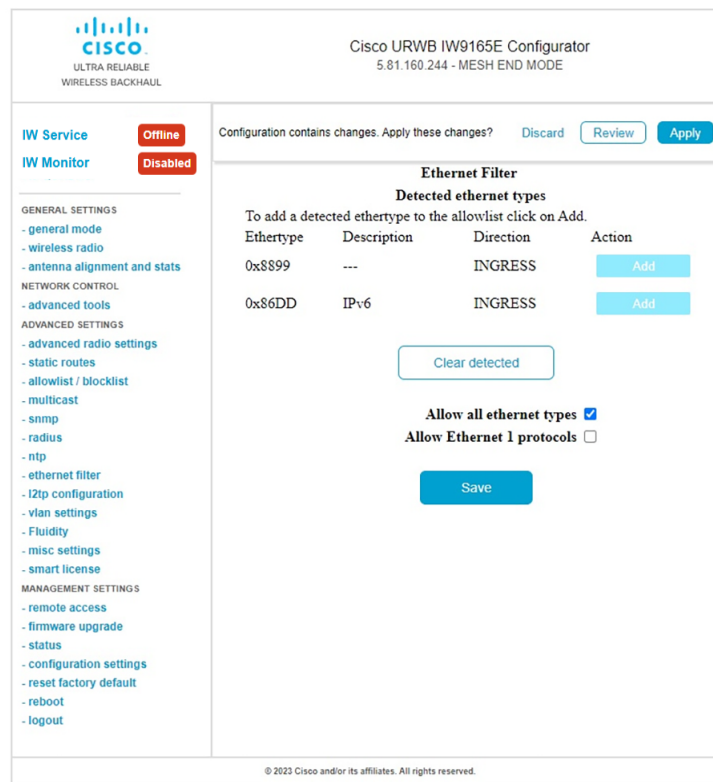 CISCO
ULTRA RELIABLE
WIRELESS BACKHAUL
Cisco URWB IW9165E Configurator
5.81.160.244 - MESH END MODE
IW Service Offline
IW Monitor Disabled
Configuration contains changes. Apply these changes? Discard Review Apply
GENERAL SETTINGS
- general mode
- wireless radio
- antenna alignment and stats
NETWORK CONTROL
- advanced tools
ADVANCED SETTINGS
- advanced radio settings
- static routes
- allowlist / blocklist
- multicast
- snmp
- radius
- ntp
- ethernet filter
- l2tp configuration
- vlan settings
- Fluidity
- misc settings
- smart license
MANAGEMENT SETTINGS
- remote access
- firmware upgrade
- status
- configuration settings
- reset factory default
- reboot
- logout
Ethernet Filter
Detected ethernet types
To add a detected ethertype to the allowlist click on Add.
Ethertype Description Direction Action
0x8899 --- INGRESS Add
0x86DD IPv6 INGRESS Add
Clear detected
Allow all ethernet types
Allow Ethernet 1 protocols
Save
© 2023 Cisco and/or its affiliates. All rights reserved.